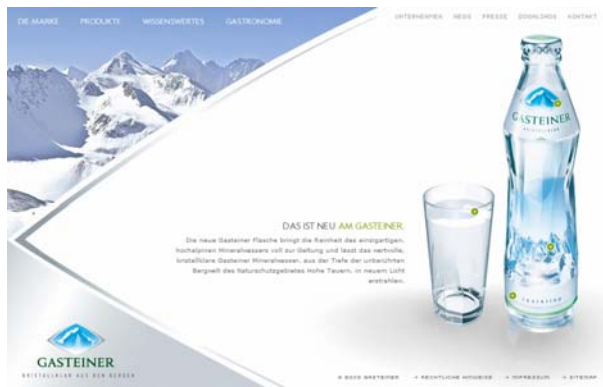 DIE MARKE PRODUKTE WISSENSWERTES GASTRONOMIE
UNTERNEHMEN NEWS PRESSE DOWNLOADS KONTAKT
GASTEINER
KRISTALLKLAR
DAS IST NEU AM GASTEINER.
Die neue Gasteiner Flasche bringt die Reinheit des einzigartigen,
hochalpinen Mineralwassers voll zur Geltung und lässt das wertvolle,
kristallklare Gasteiner Mineralwasser, aus der Tiefe der unberührten
Bergwelt des Naturschutzgebietes Hohe Tauern, in neuem Licht
erstrahlen.
sparkling
GASTEINER
KRISTALLKLAR AUS DEN BERGEN
GASTEINER
RECHTLICHE HINWEISE
IMPRESSUM
SITEMAP